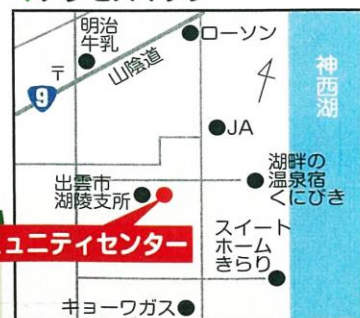 明治
牛乳
ローソン
〒
山陰道
9
神西湖
JA
湖畔の
温泉宿
くにびき
出雲市
湖陵支所
ュニティセンター
スイート
ホーム
きらり
キョーワガス